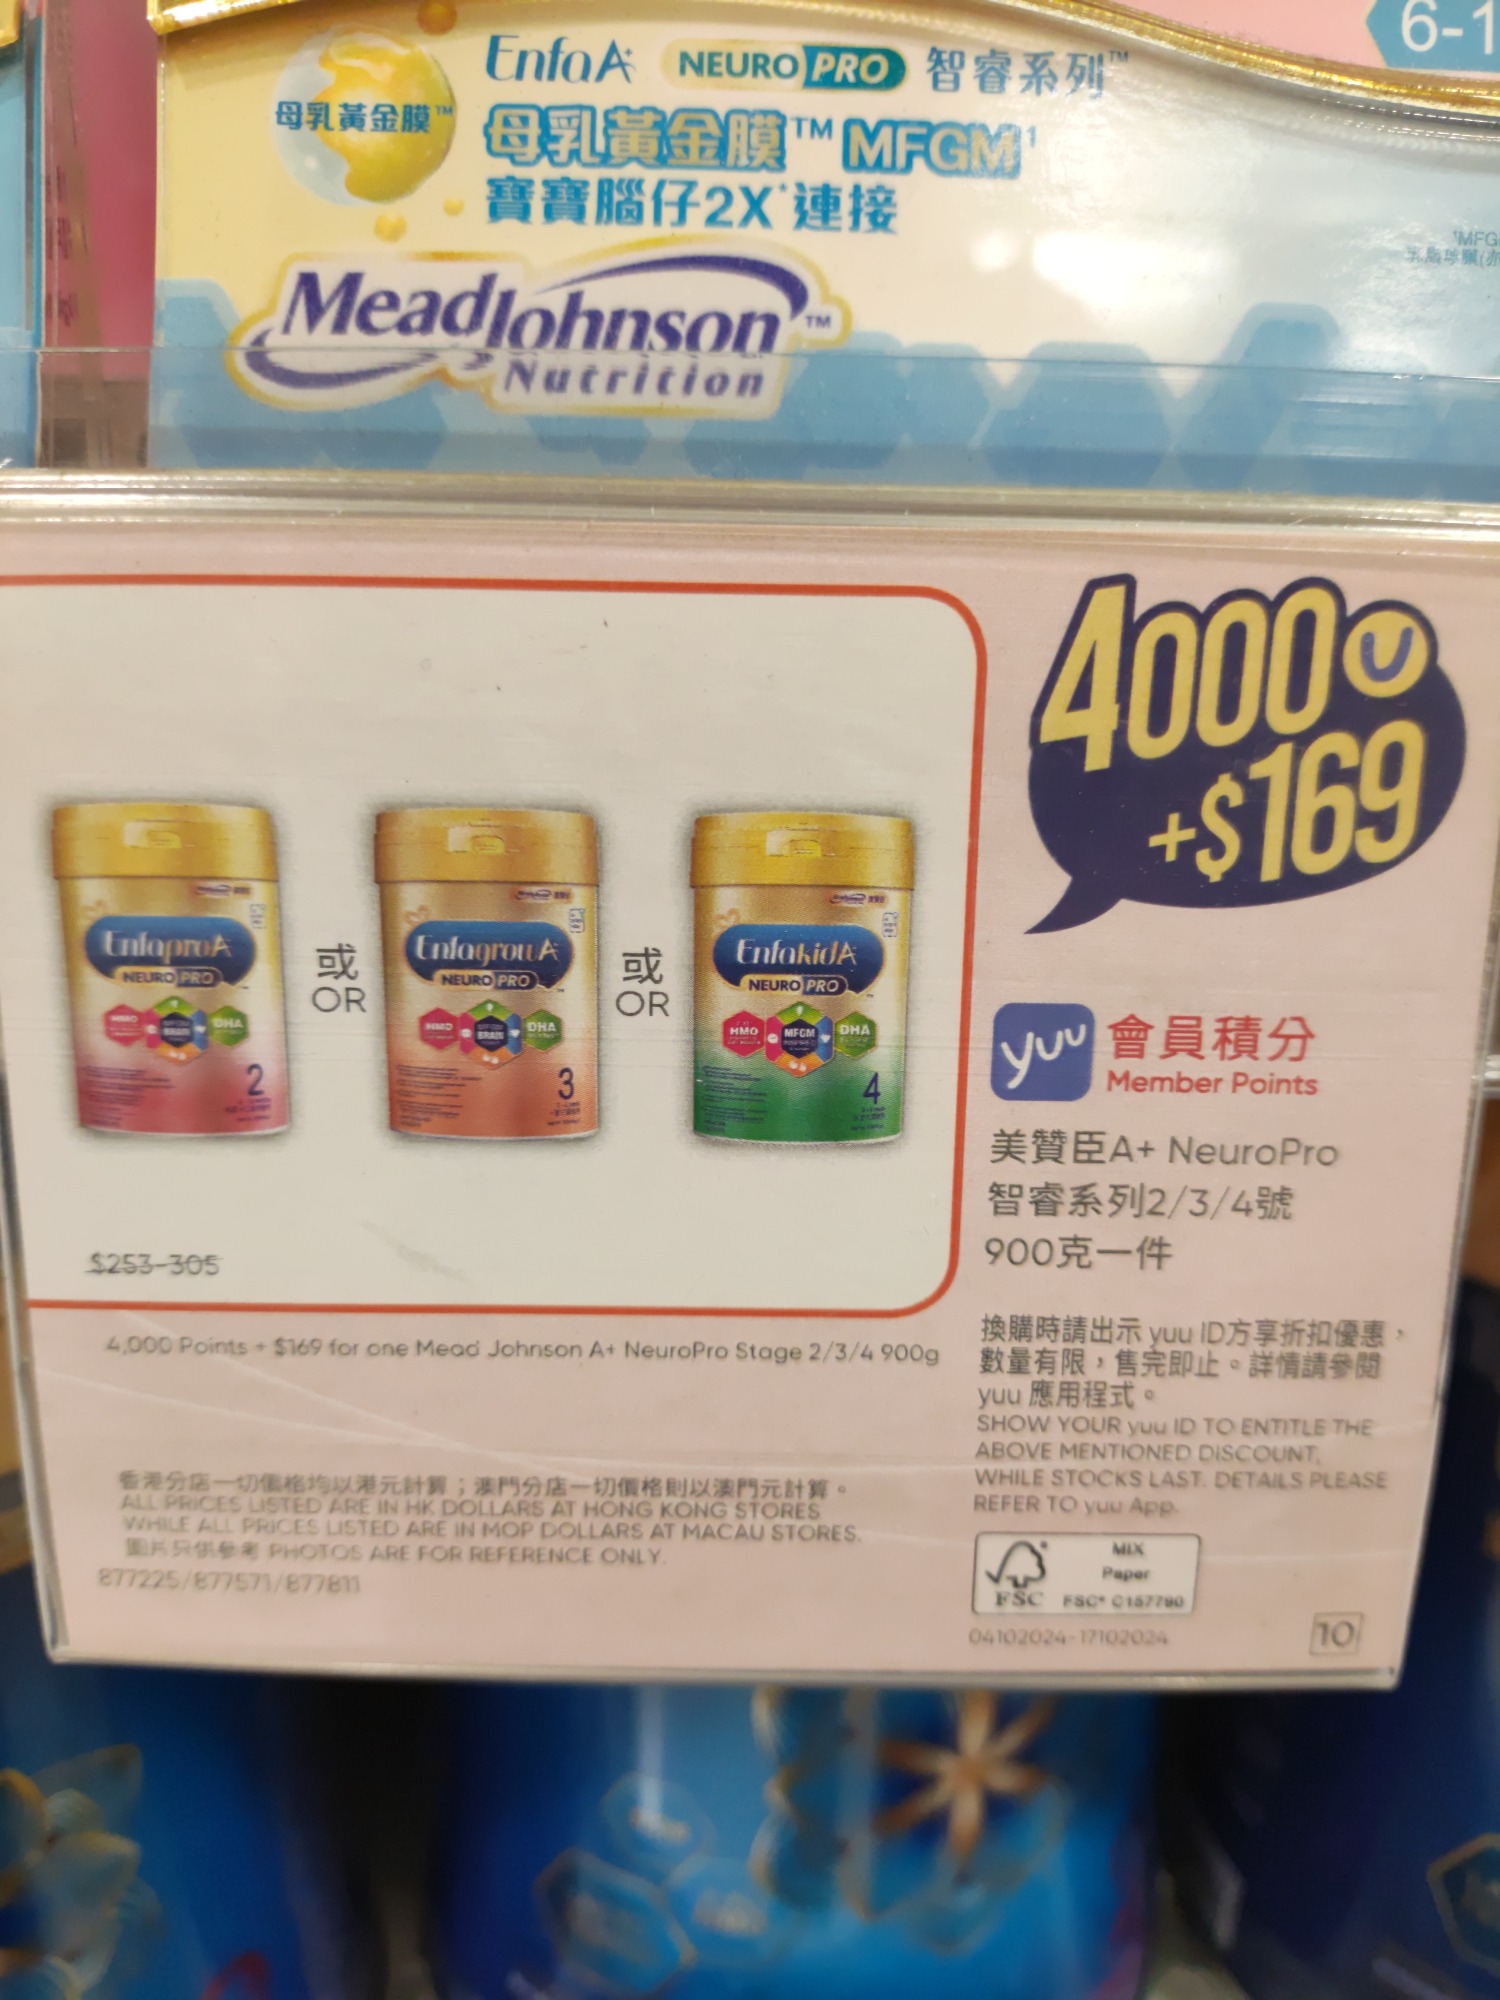 6-1
EnfaA+ NEURO PRO 智睿系列™
母乳黃金膜™
母乳黃金膜™ MFGM¹
寶寶腦仔2X*連接
MeadJohnson™
Nutrition
4000 U
+$169
EnfaproA+
NEURO PRO
HMO
DHA
2
或
OR
EnfagrowA+
NEURO PRO
HMO
BRAIN
DHA
3
或
OR
EnfakidA+
NEURO PRO
HMO
MFGM
DHA
4
yuu 會員積分
Member Points
美贊臣A+ NeuroPro
智睿系列2/3/4號
900克一件
$253-305
4,000 Points + $169 for one Mead Johnson A+ NeuroPro Stage 2/3/4 900g
換購時請出示 yuu ID方享折扣優惠，
數量有限，售完即止。詳情請參閱
yuu 應用程式。
SHOW YOUR yuu ID TO ENTITLE THE
ABOVE MENTIONED DISCOUNT,
WHILE STOCKS LAST. DETAILS PLEASE
REFER TO yuu App.
香港分店一切價格均以港元計算；澳門分店一切價格則以澳門元計算。
ALL PRICES LISTED ARE IN HK DOLLARS AT HONG KONG STORES
WHILE ALL PRICES LISTED ARE IN MOP DOLLARS AT MACAU STORES.
圖片只供參考 PHOTOS ARE FOR REFERENCE ONLY.
877225/877571/877811
FSC
MIX
Paper
FSC® C157790
04102024-17102024
10